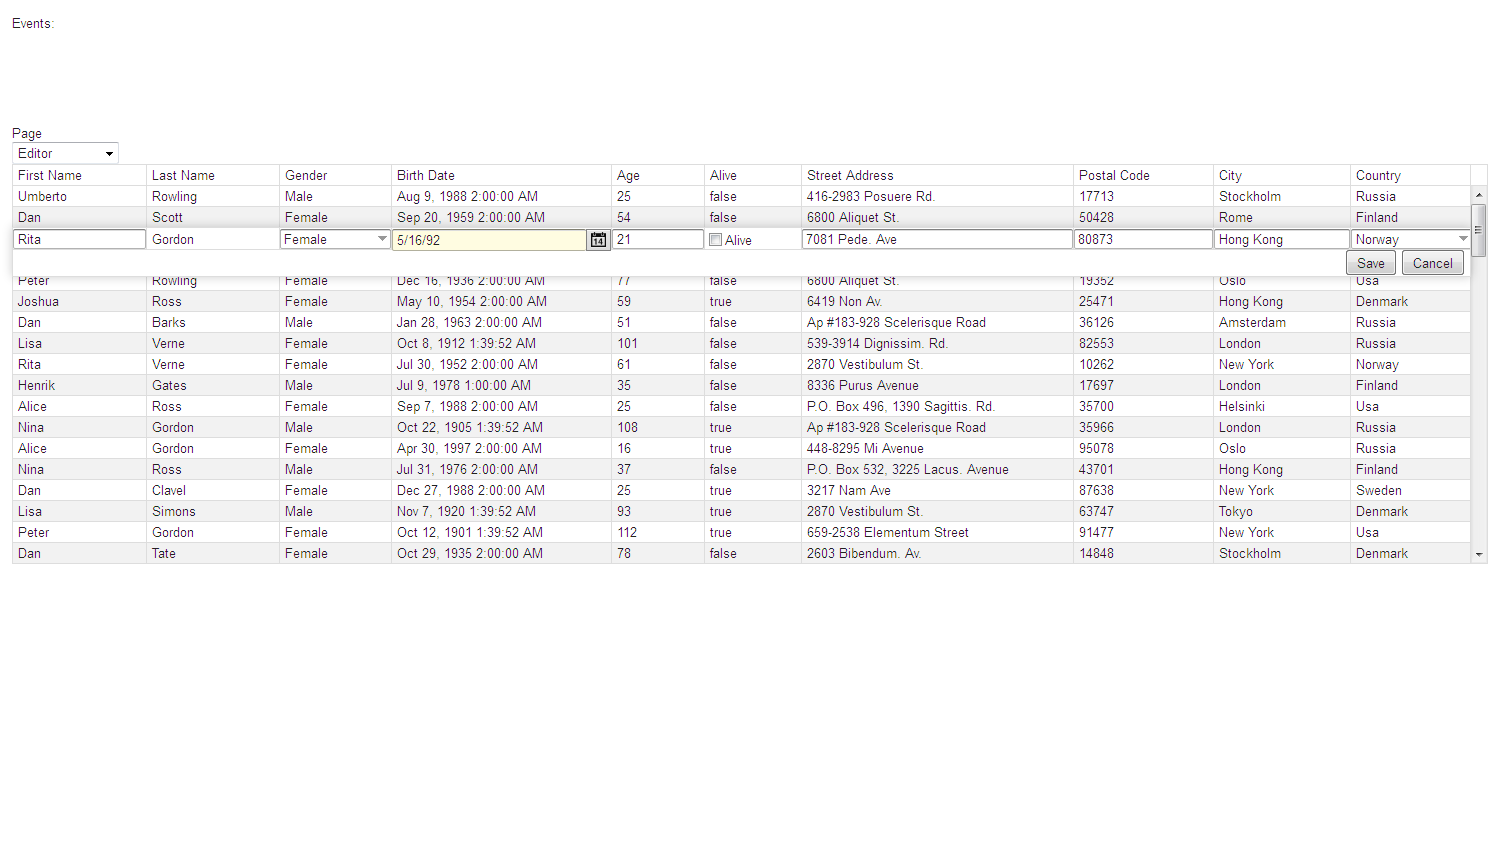 Events:
Page
Editor
First Name Last Name Gender Birth Date Age Alive Street Address Postal Code City Country
Umberto Rowling Male Aug 9, 1988 2:00:00 AM 25 false 416-2983 Posuere Rd. 17713 Stockholm Russia
Dan Scott Female Sep 20, 1959 2:00:00 AM 54 false 6800 Aliquet St. 50428 Rome Finland
Rita Gordon Female 5/16/92 14 21 Alive 7081 Pede. Ave 80873 Hong Kong Norway
Save Cancel
Peter Rowling Female Dec 16, 1936 2:00:00 AM 77 false 6800 Aliquet St. 19352 Oslo Usa
Joshua Ross Female May 10, 1954 2:00:00 AM 59 true 6419 Non Av. 25471 Hong Kong Denmark
Dan Barks Male Jan 28, 1963 2:00:00 AM 51 false Ap #183-928 Scelerisque Road 36126 Amsterdam Russia
Lisa Verne Female Oct 8, 1912 1:39:52 AM 101 false 539-3914 Dignissim. Rd. 82553 London Russia
Rita Verne Female Jul 30, 1952 2:00:00 AM 61 false 2870 Vestibulum St. 10262 New York Norway
Henrik Gates Male Jul 9, 1978 1:00:00 AM 35 false 8336 Purus Avenue 17697 London Finland
Alice Ross Female Sep 7, 1988 2:00:00 AM 25 false P.O. Box 496, 1390 Sagittis. Rd. 35700 Helsinki Usa
Nina Gordon Male Oct 22, 1905 1:39:52 AM 108 true Ap #183-928 Scelerisque Road 35966 London Russia
Alice Gordon Female Apr 30, 1997 2:00:00 AM 16 true 448-8295 Mi Avenue 95078 Oslo Russia
Nina Ross Male Jul 31, 1976 2:00:00 AM 37 false P.O. Box 532, 3225 Lacus. Avenue 43701 Hong Kong Finland
Dan Clavel Female Dec 27, 1988 2:00:00 AM 25 true 3217 Nam Ave 87638 New York Sweden
Lisa Simons Male Nov 7, 1920 1:39:52 AM 93 true 2870 Vestibulum St. 63747 Tokyo Denmark
Peter Gordon Female Oct 12, 1901 1:39:52 AM 112 true 659-2538 Elementum Street 91477 New York Usa
Dan Tate Female Oct 29, 1935 2:00:00 AM 78 false 2603 Bibendum. Av. 14848 Stockholm Denmark